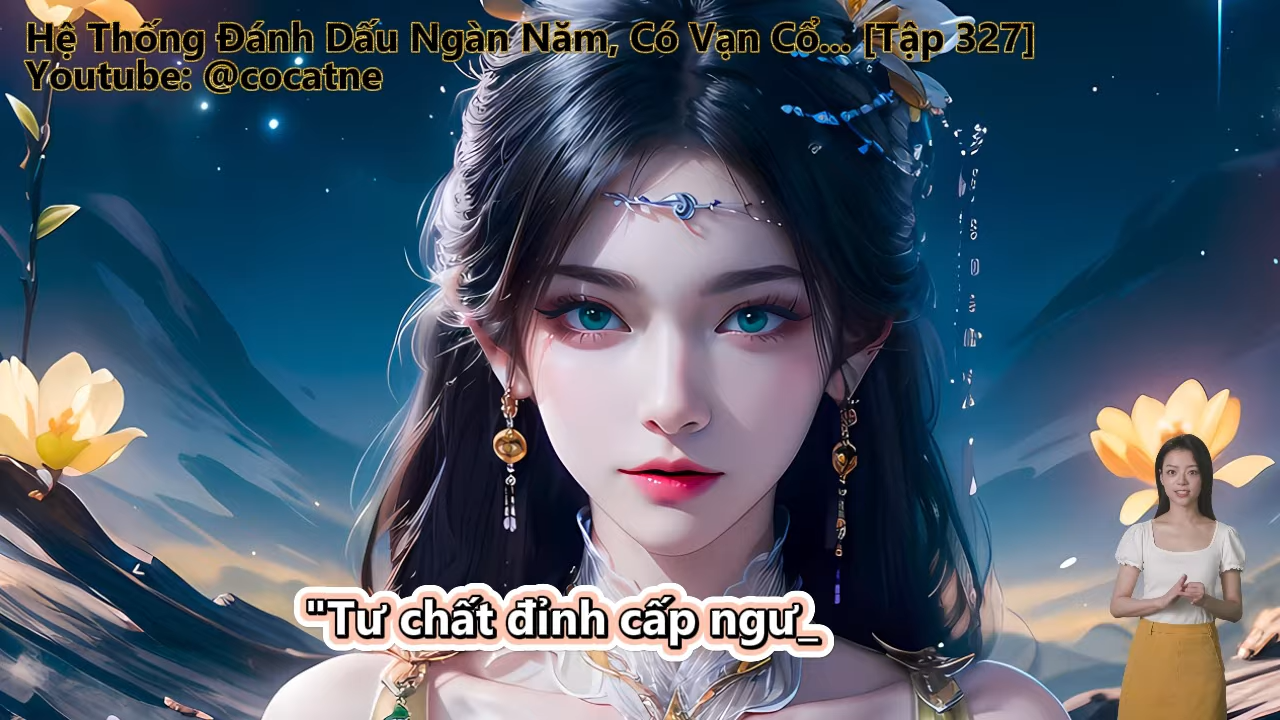 Hệ Thống Đánh Dấu Ngàn Năm, Có Vạn Cổ... [Tập 327]
Youtube: @cocatne
"Tư chất đỉnh cấp ngư_